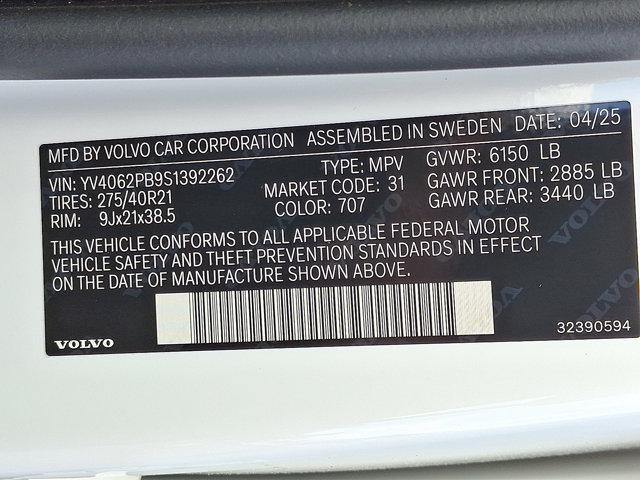 MFD BY VOLVO CAR CORPORATION ASSEMBLED IN SWEDEN DATE: 04/25
VIN: YV4062PB9S1392262 TYPE: MPV GVWR: 6150 LB
TIRES: 275/40R21 MARKET CODE: 31 GAWR FRONT: 2885 LB
RIM: 9Jx21x38.5 COLOR: 707 GAWR REAR: 3440 LB
THIS VEHICLE CONFORMS TO ALL APPLICABLE FEDERAL MOTOR
VEHICLE SAFETY AND THEFT PREVENTION STANDARDS IN EFFECT
ON THE DATE OF MANUFACTURE SHOWN ABOVE.
VOLVO 32390594